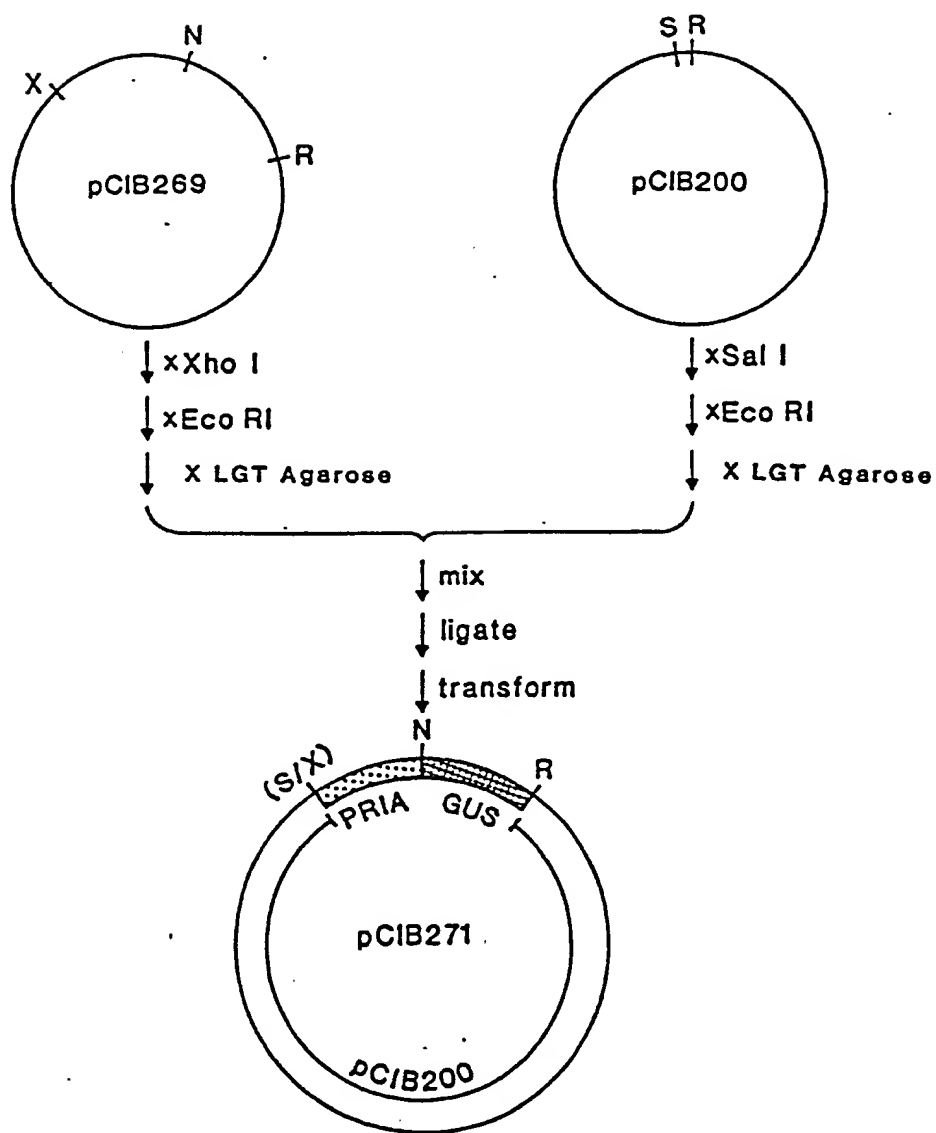 N
X
R
pCIB269
S R
pCIB200
xXho I
xEco RI
X LGT Agarose
xSal I
xEco RI
X LGT Agarose
mix
ligate
transform
N
(S/X)
R
PRIA
GUS
pCIB271
pCIB200